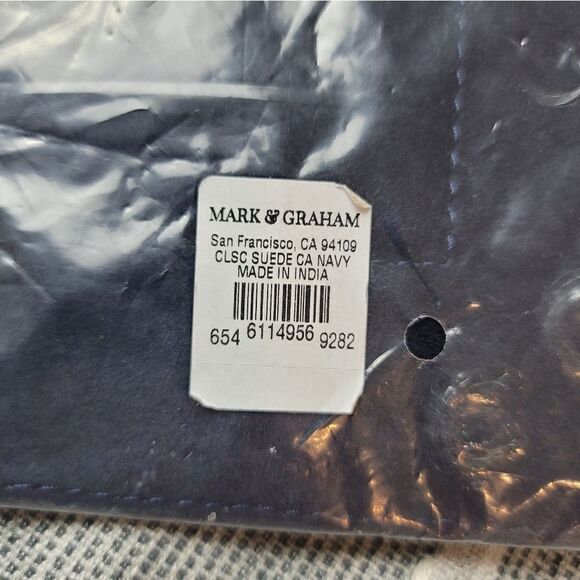 MARK & GRAHAM
San Francisco, CA 94109
CLSC SUEDE CA NAVY
MADE IN INDIA
654 6114956 9282